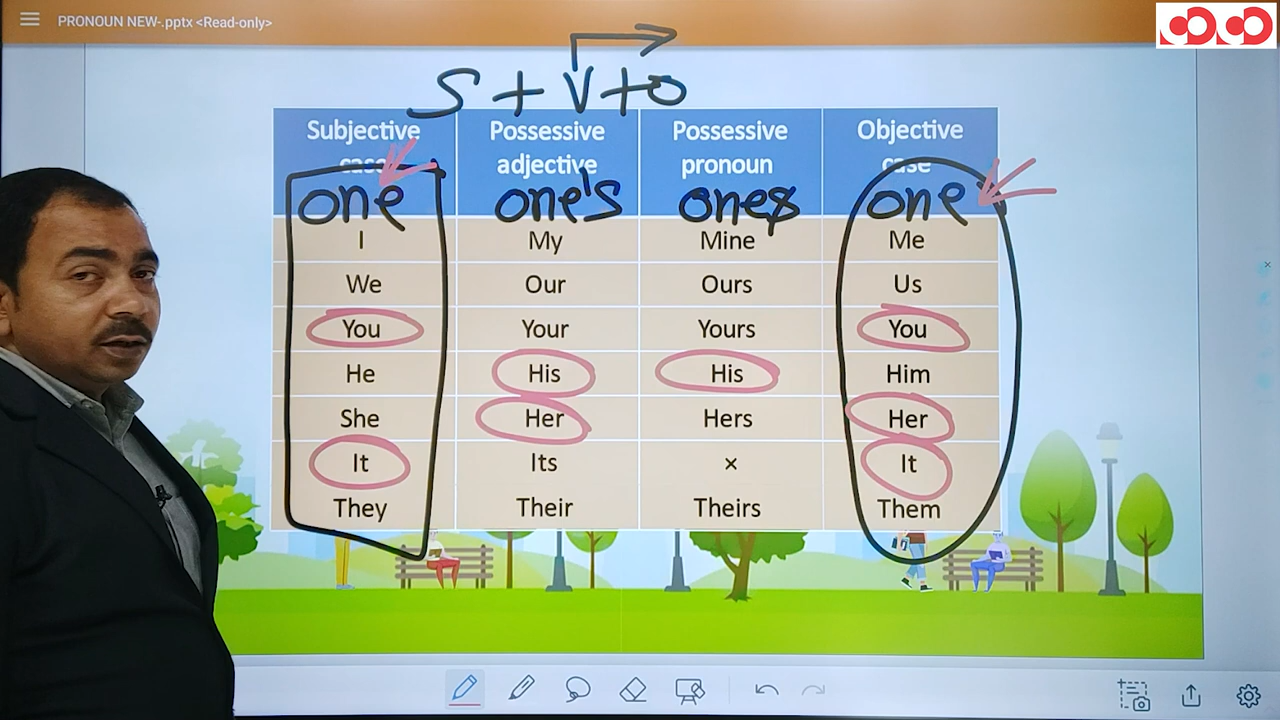 PRONOUN NEW-.pptx <Read-only>
S + V + O
Subjective case Possessive adjective Possessive pronoun Objective case
one one's one
I My Mine Me
We Our Ours Us
You Your Yours You
He His His Him
She Her Hers Her
It Its × It
They Their Theirs Them